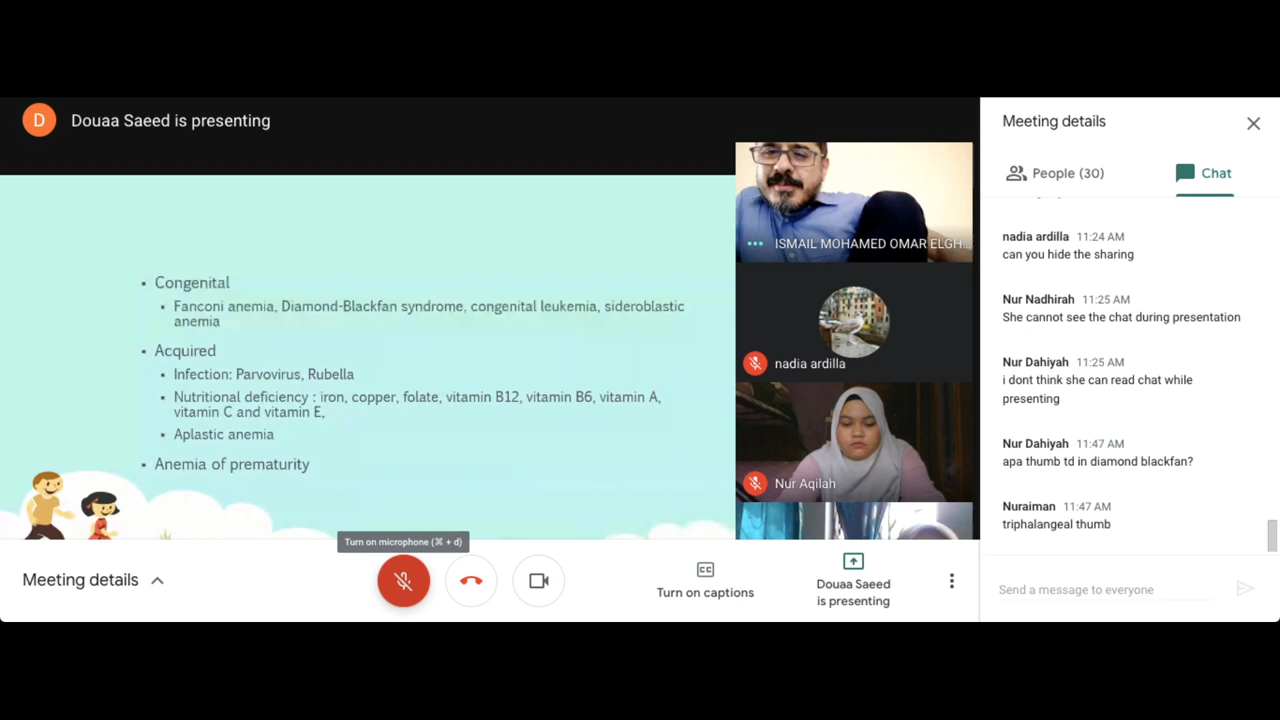 D
Douaa Saeed is presenting
▪ Congenital
▪ Fanconi anemia, Diamond-Blackfan syndrome, congenital leukemia, sideroblastic
anemia
▪ Acquired
▪ Infection: Parvovirus, Rubella
▪ Nutritional deficiency : iron, copper, folate, vitamin B12, vitamin B6, vitamin A,
vitamin C and vitamin E,
▪ Aplastic anemia
▪ Anemia of prematurity
ISMAIL MOHAMED OMAR ELGH...
nadia ardilla
Nur Aqilah
Turn on microphone (⌘ + d)
Meeting details
CC
Turn on captions
Douaa Saeed
is presenting
Meeting details
People (30)
Chat
nadia ardilla 11:24 AM
can you hide the sharing
Nur Nadhirah 11:25 AM
She cannot see the chat during presentation
Nur Dahiyah 11:25 AM
i dont think she can read chat while
presenting
Nur Dahiyah 11:47 AM
apa thumb td in diamond blackfan?
Nuraiman 11:47 AM
triphalangeal thumb
Send a message to everyone